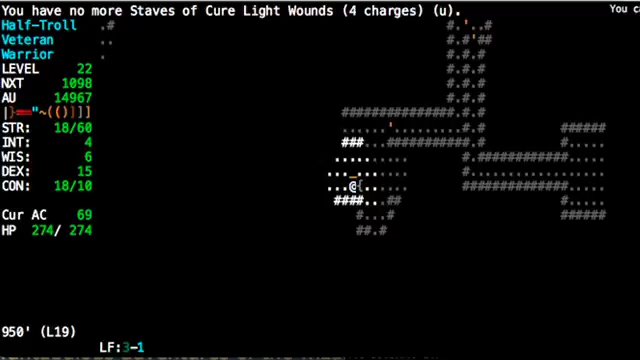 You have no more Staves of Cure Light Wounds (4 charges) (u). You ca
Half-Troll
Veteran
Warrior
LEVEL 22
NXT 1098
AU 14967
STR: 18/60
INT: 4
WIS: 6
DEX: 15
CON: 18/10
Cur AC 69
HP 274/ 274
950' (L19)
LF:3-1